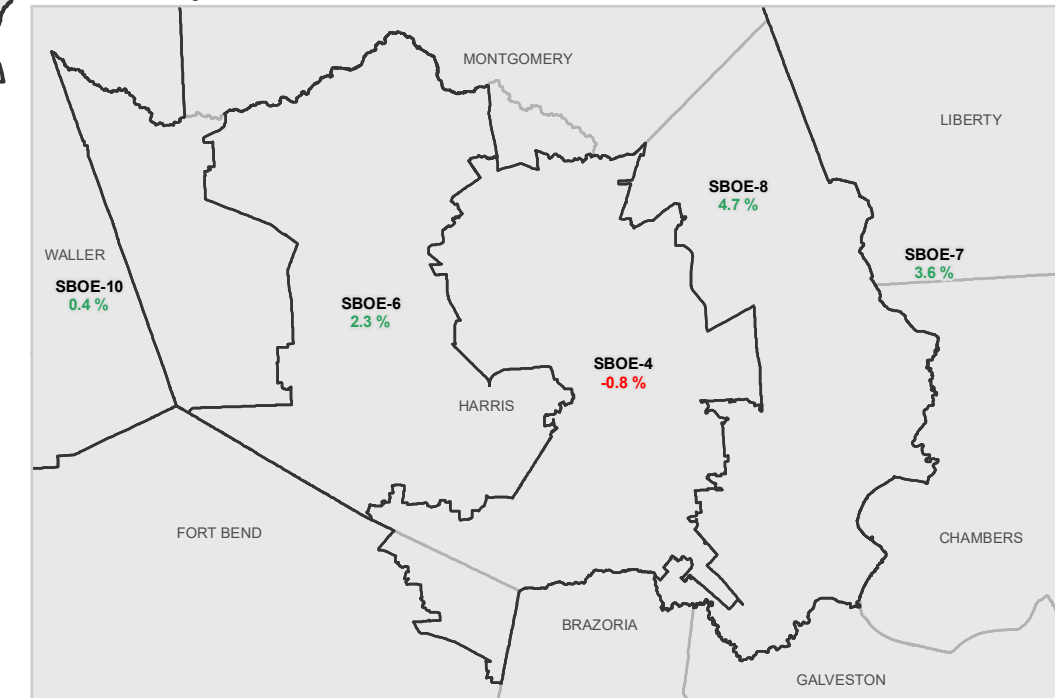 MONTGOMERY
LIBERTY
SBOE-8
4.7 %
WALLER
SBOE-7
3.6 %
SBOE-10
0.4 %
SBOE-6
2.3 %
SBOE-4
-0.8 %
HARRIS
FORT BEND
CHAMBERS
BRAZORIA
GALVESTON